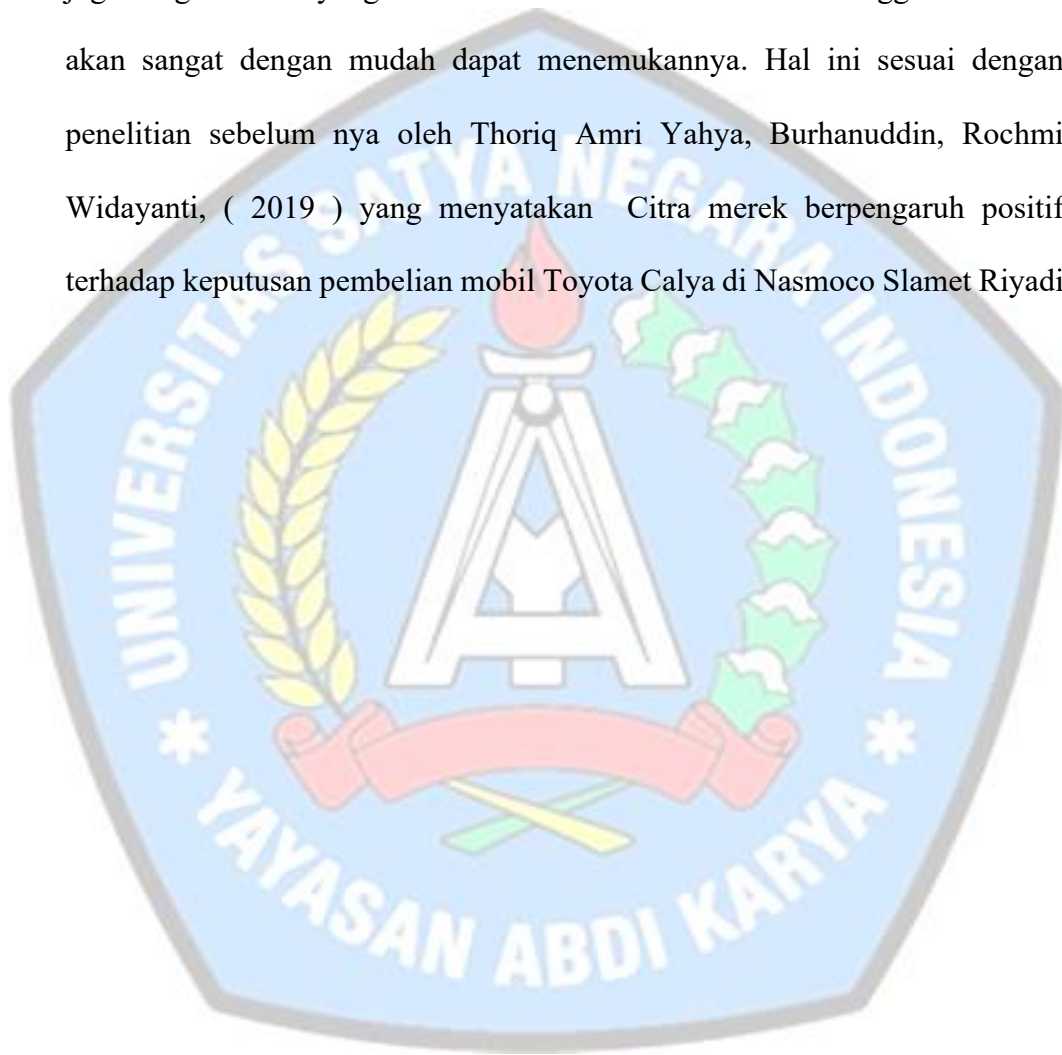 akan sangat dengan mudah dapat menemukannya. Hal ini sesuai dengan
penelitian sebelum nya oleh Thoriq Amri Yahya, Burhanuddin, Rochmi
Widayanti, ( 2019 ) yang menyatakan Citra merek berpengaruh positif
terhadap keputusan pembelian mobil Toyota Calya di Nasmoco Slamet Riyadi
UNIVERSITAS SATYA NEGARA INDONESIA
* YAYASAN ABDI KARYA *